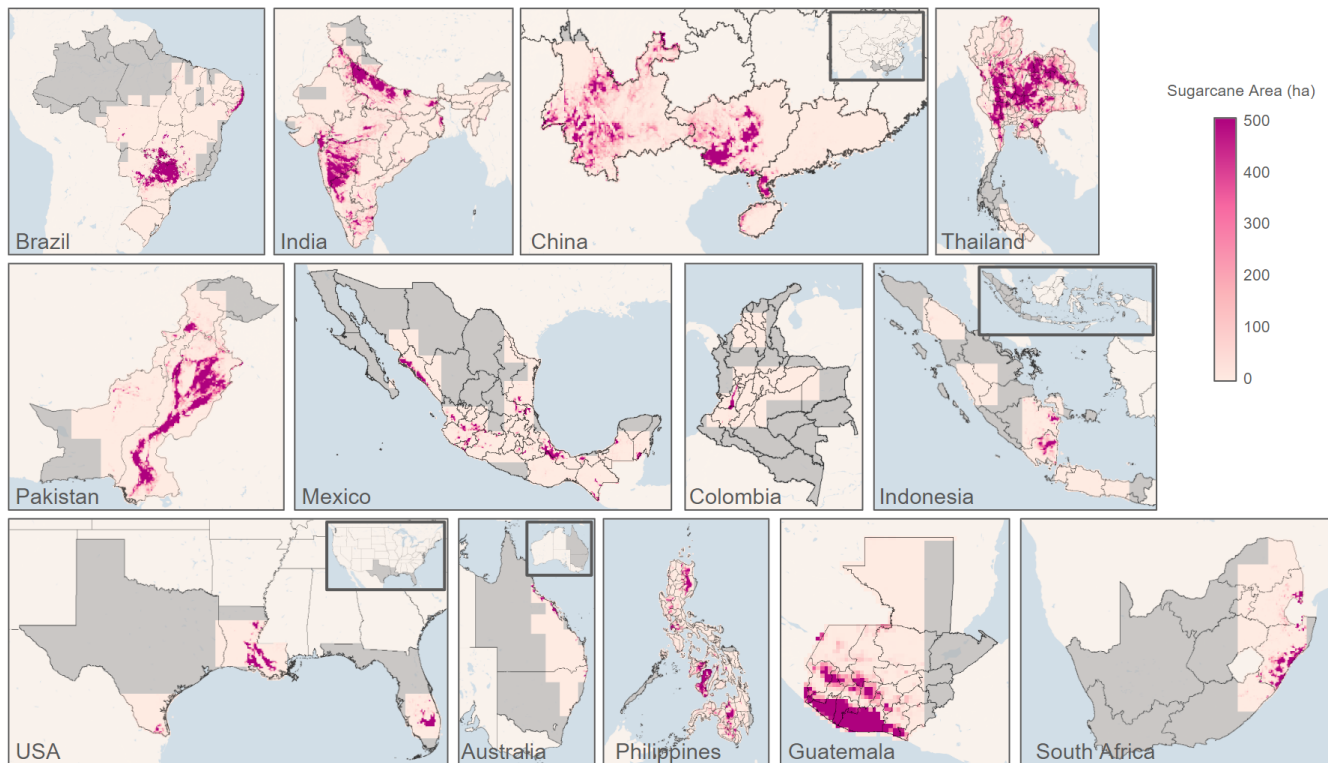 Brazil
India
China
Thailand
Sugarcane Area (ha)
500
400
300
200
100
0
Pakistan
Mexico
Colombia
Indonesia
USA
Australia
Philippines
Guatemala
South Africa